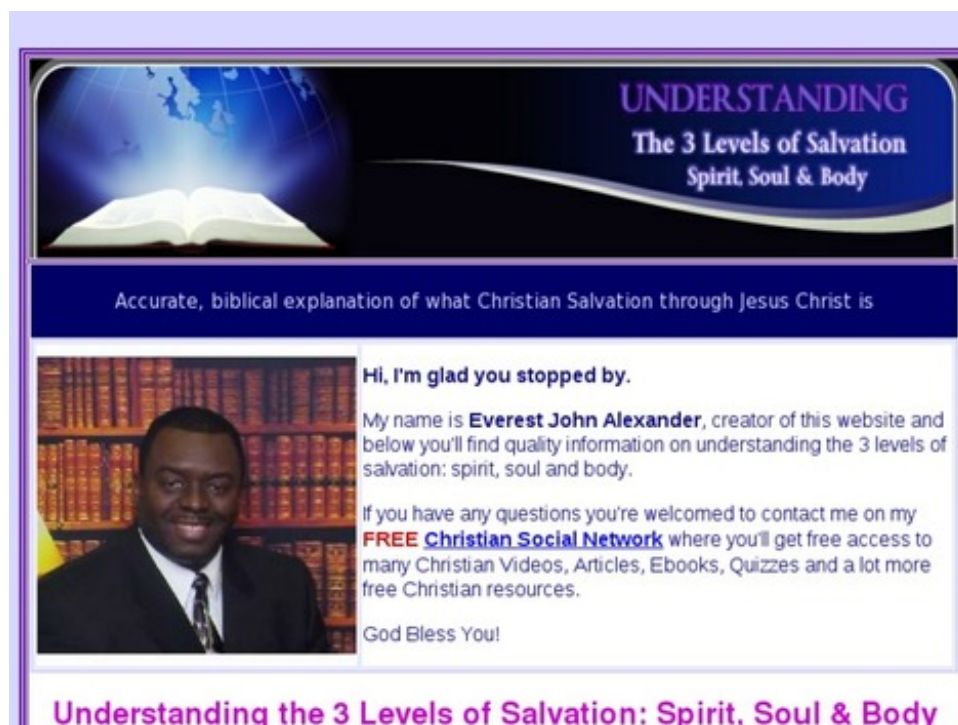 UNDERSTANDING
The 3 Levels of Salvation
Spirit, Soul & Body
Accurate, biblical explanation of what Christian Salvation through Jesus Christ is
Hi, I'm glad you stopped by.
My name is Everest John Alexander, creator of this website and
below you'll find quality information on understanding the 3 levels of
salvation: spirit, soul and body.
If you have any questions you're welcomed to contact me on my
FREE Christian Social Network where you'll get free access to
many Christian Videos, Articles, Ebooks, Quizzes and a lot more
free Christian resources.
God Bless You!
Understanding the 3 Levels of Salvation: Spirit, Soul & Body